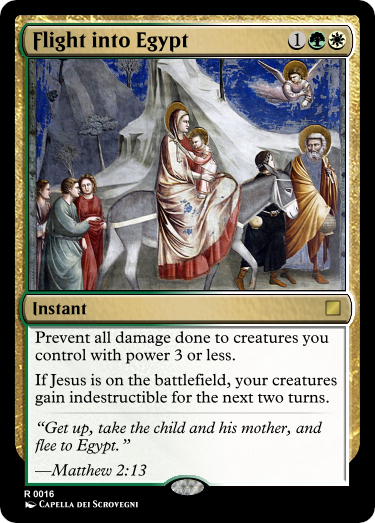 Flight into Egypt 1
Instant
Prevent all damage done to creatures you
control with power 3 or less.
If Jesus is on the battlefield, your creatures
gain indestructible for the next two turns.
“Get up, take the child and his mother, and
flee to Egypt.”
—Matthew 2:13
R 0016
Capella dei Scrovegni